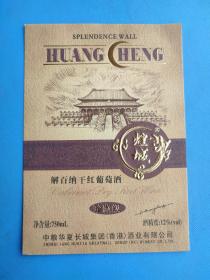 SPLENDENCE WALL
HUANG CHENG
煌城
解百纳干红葡萄酒
Cabernet Dry Red Wine
净含量:750ml
酒精度:12%(vol)
中粮华夏长城集团(香港)酒业有限公司